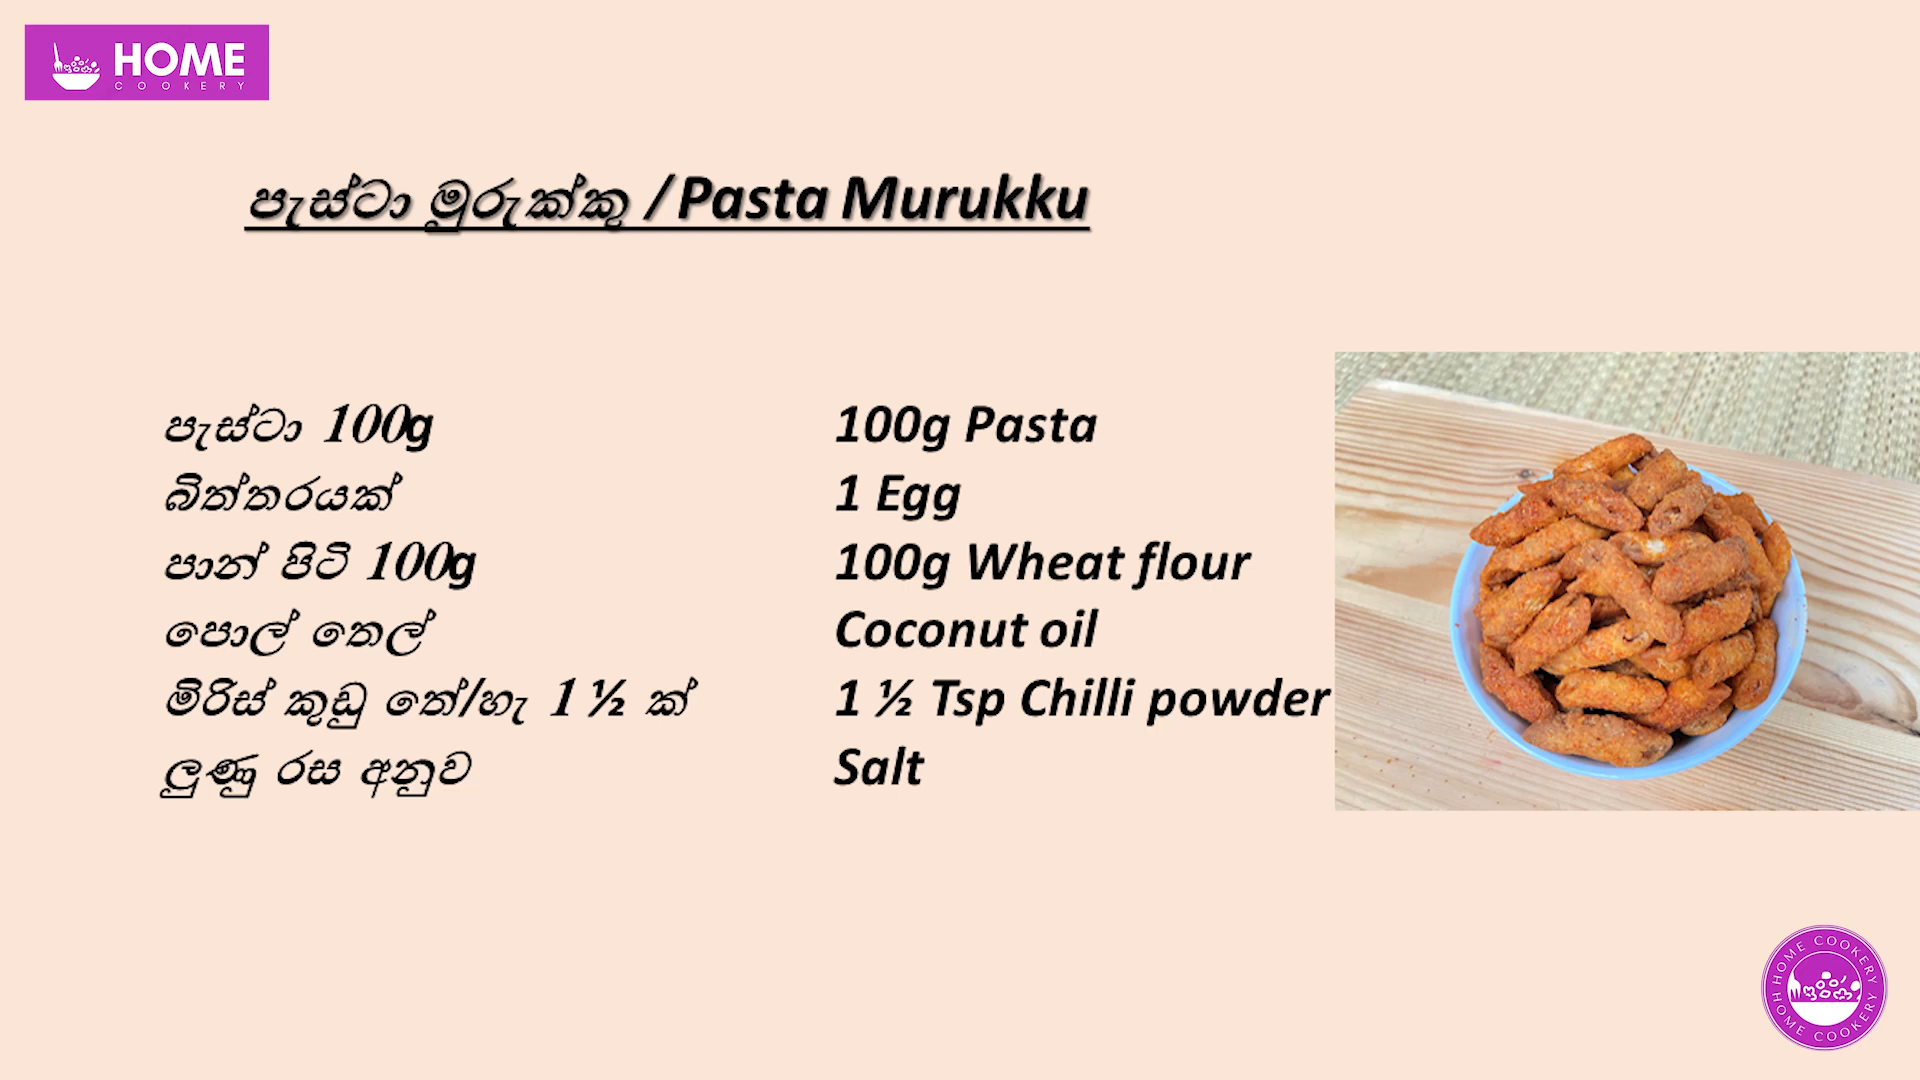 HOME
COOKERY
පැස්ටා මුරුක්කු / Pasta Murukku
පැස්ටා 100g
බිත්තරයක්
පාන් පිටි 100g
පොල් තෙල්
මිරිස් කුඩු තේ/හැ 1 ½ ක්
ලුණු රස අනුව
100g Pasta
1 Egg
100g Wheat flour
Coconut oil
1 ½ Tsp Chilli powder
Salt
HOME COOKERY
HOME COOKERY